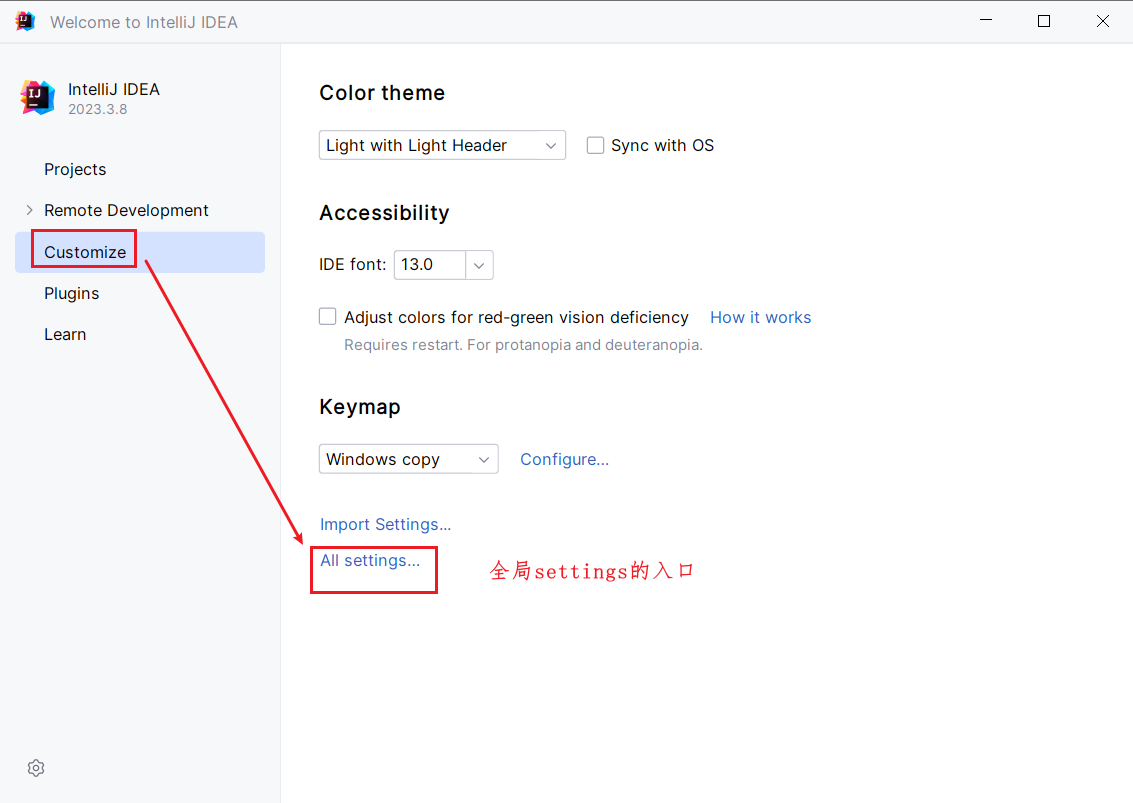 Welcome to IntelliJ IDEA
IntelliJ IDEA
2023.3.8
Projects
Remote Development
Customize
Plugins
Learn
Color theme
Light with Light Header
Sync with OS
Accessibility
IDE font: 13.0
Adjust colors for red-green vision deficiency How it works
Requires restart. For protanopia and deuteranopia.
Keymap
Windows copy Configure...
Import Settings...
All settings...
全局settings的入口